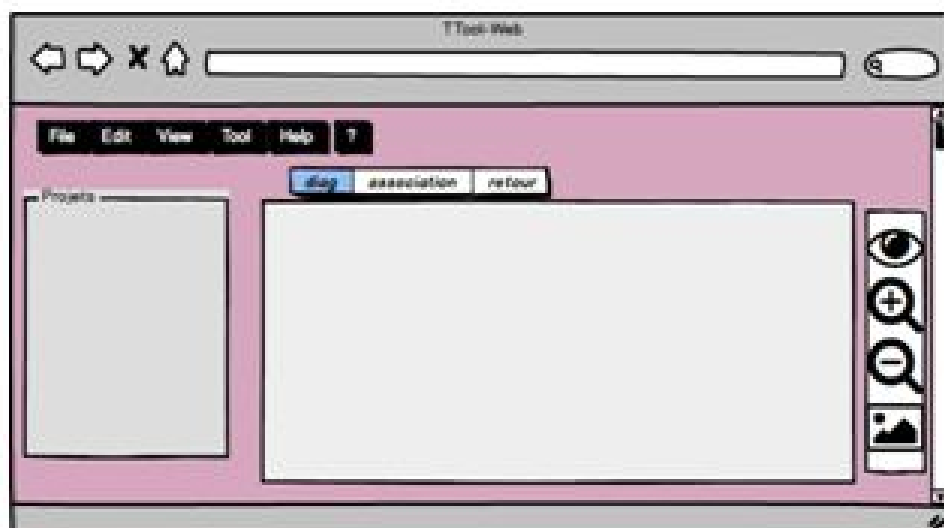 TTool-Web
File Edit View Tool Help ?
diag association retour
Projets